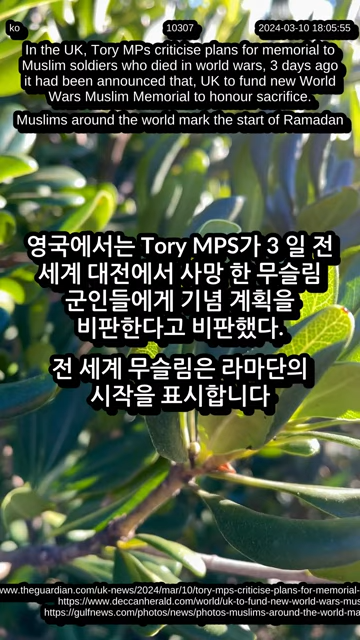 ko 10307 2024-03-10 18:05:55
In the UK, Tory MPs criticise plans for memorial to
Muslim soldiers who died in world wars, 3 days ago
it had been announced that, UK to fund new World
Wars Muslim Memorial to honour sacrifice.
Muslims around the world mark the start of Ramadan
영국에서는 Tory MPS가 3 일 전
세계 대전에서 사망 한 무슬림
군인들에게 기념 계획을
비판한다고 비판했다.
전 세계 무슬림은 라마단의
시작을 표시합니다
www.theguardian.com/uk-news/2024/mar/10/tory-mps-criticise-plans-for-memorial-
https://www.deccanherald.com/world/uk-to-fund-new-world-wars-mus
https://gulfnews.com/photos/news/photos-muslims-around-the-world-ma